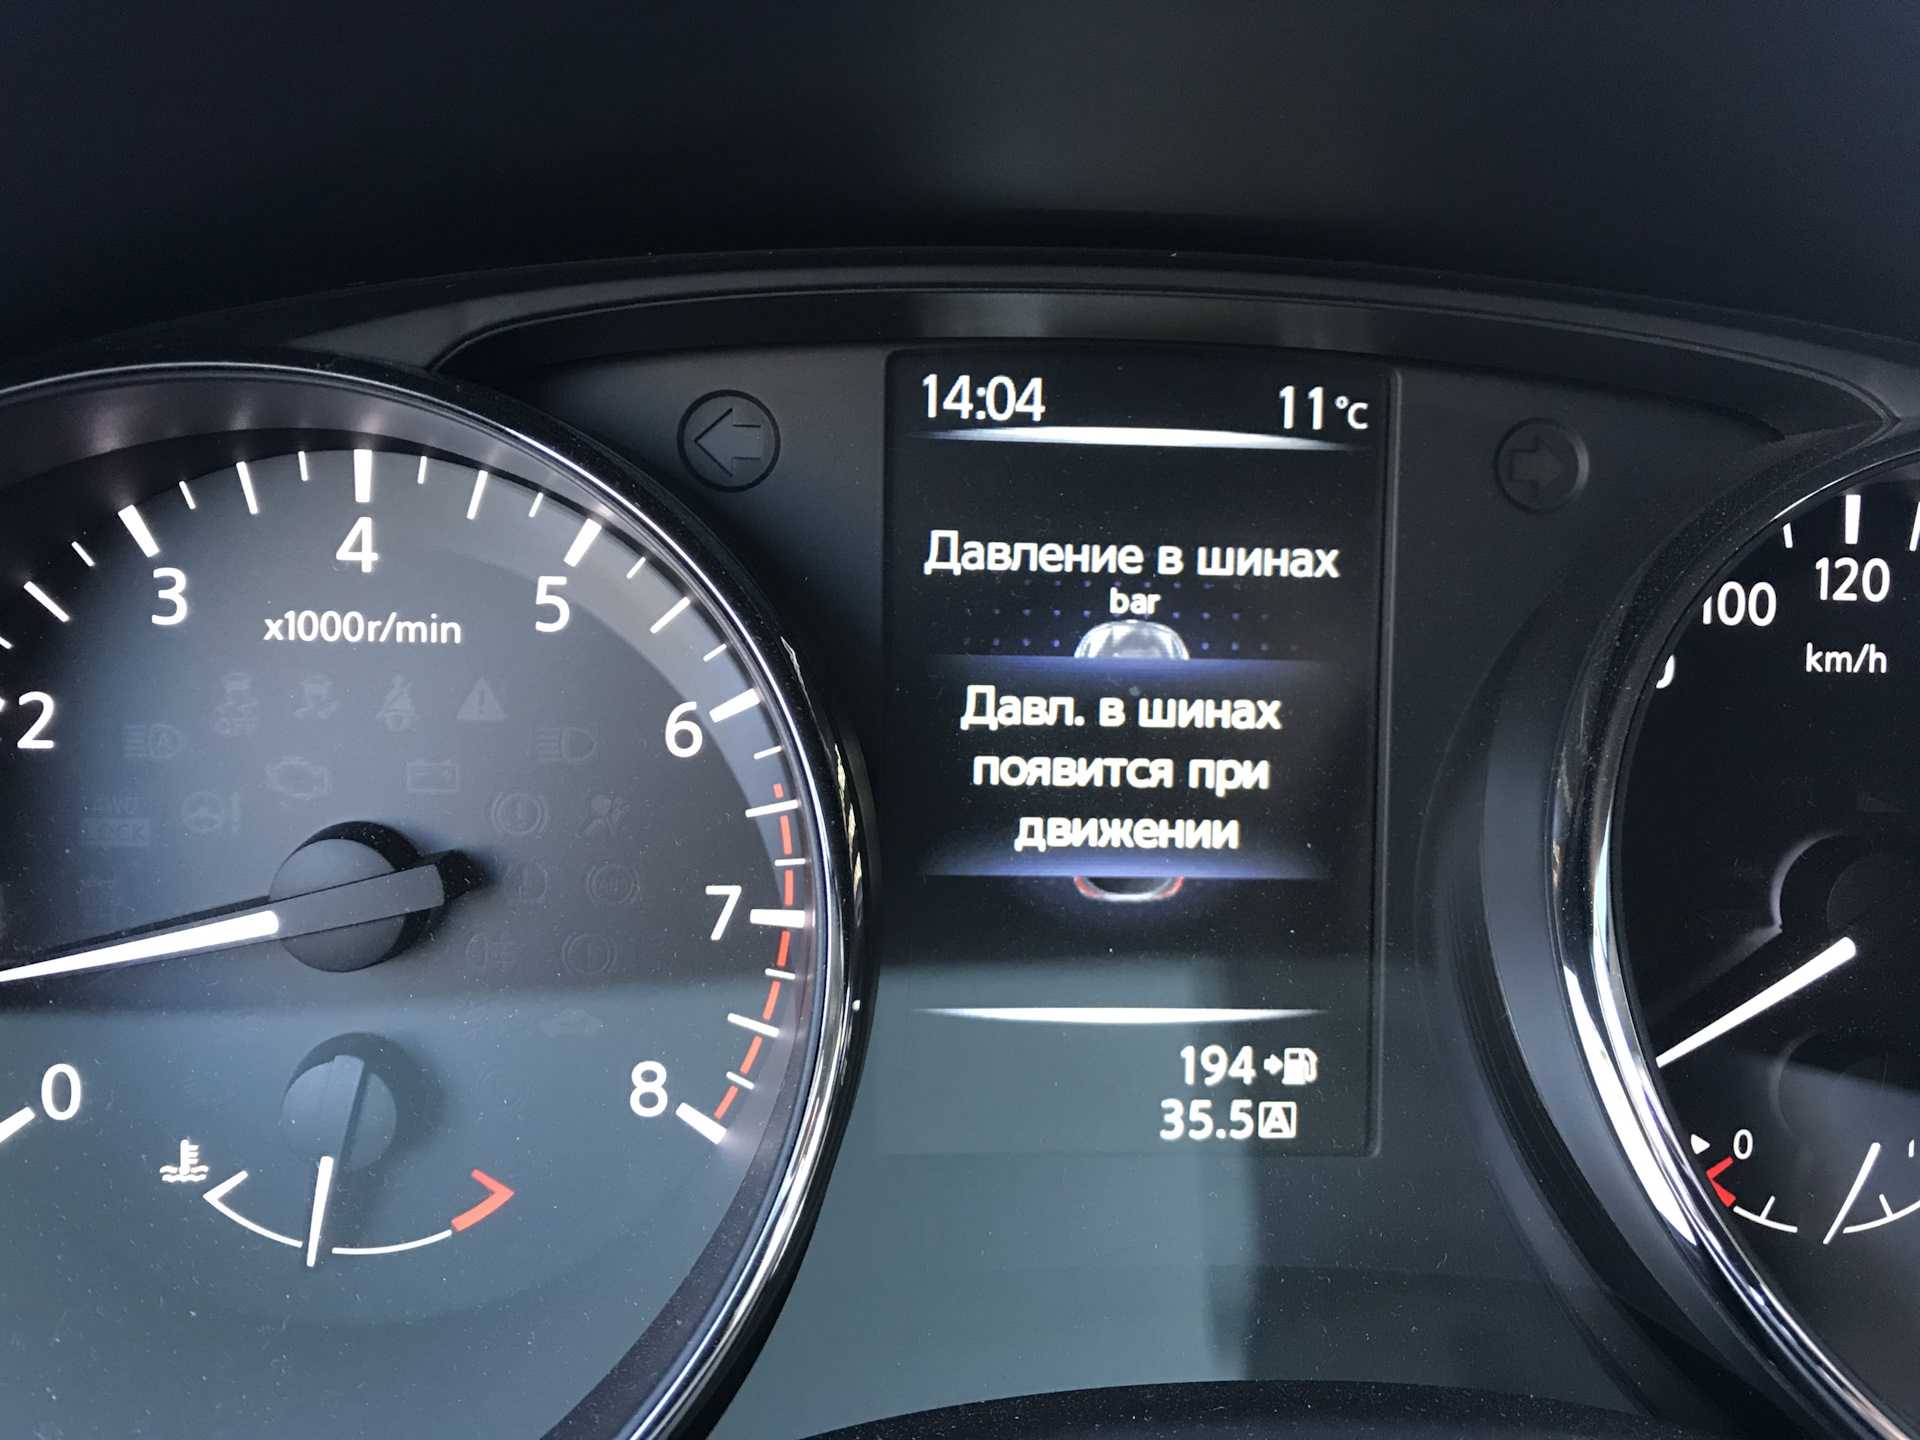 14:04 11°C
Давление в шинах
bar
Давл. в шинах
появится при
движении
194
35.5 A
2 3 4 5 6 7 8
x1000r/min
0
100 120
km/h
0